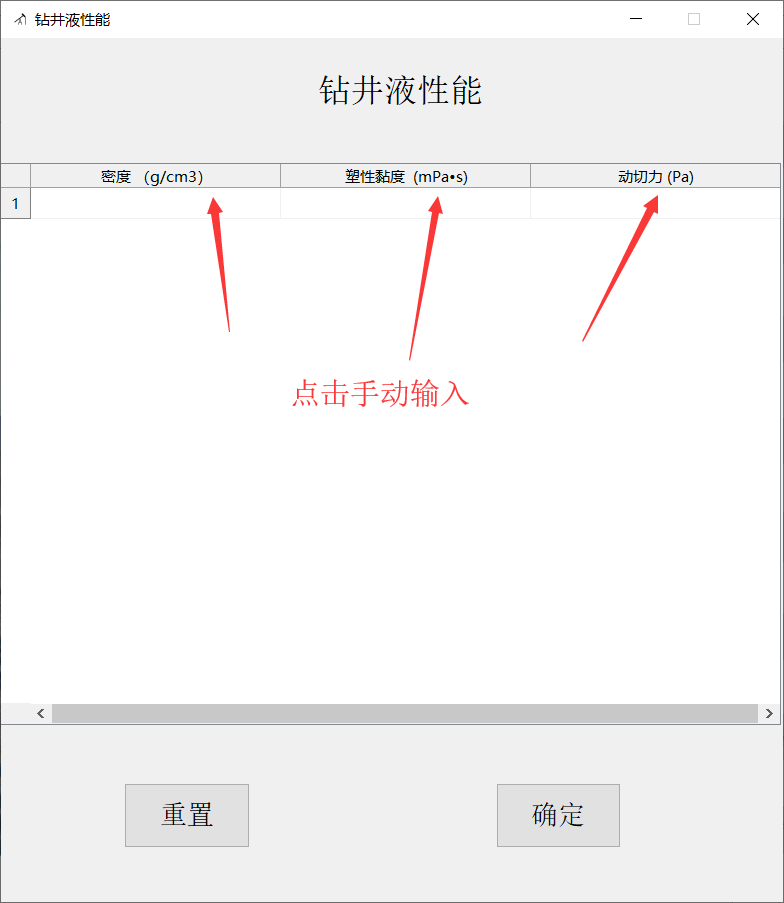 钻井液性能
钻井液性能
密度 (g/cm3) 塑性黏度 (mPa•s) 动切力 (Pa)
1
点击手动输入
重置 确定